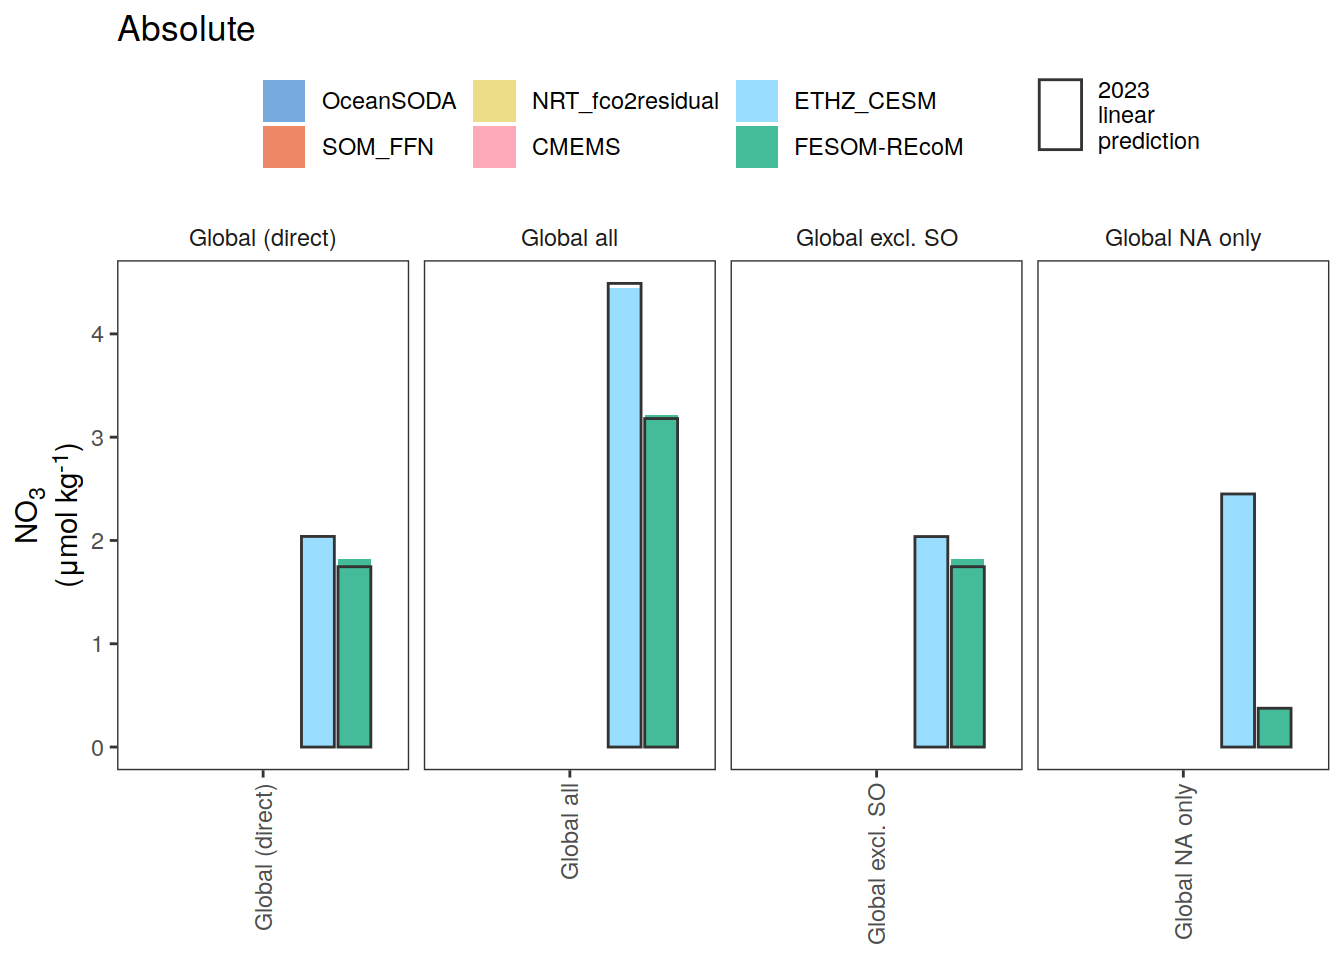 Absolute
OceanSODA
NRT_fco2residual
ETHZ_CESM
2023
linear
prediction
SOM_FFN
CMEMS
FESOM-REcoM
Global (direct)
Global all
Global excl. SO
Global NA only
NO₃
(μmol kg⁻¹)
4
3
2
1
0
Global (direct)
Global all
Global excl. SO
Global NA only